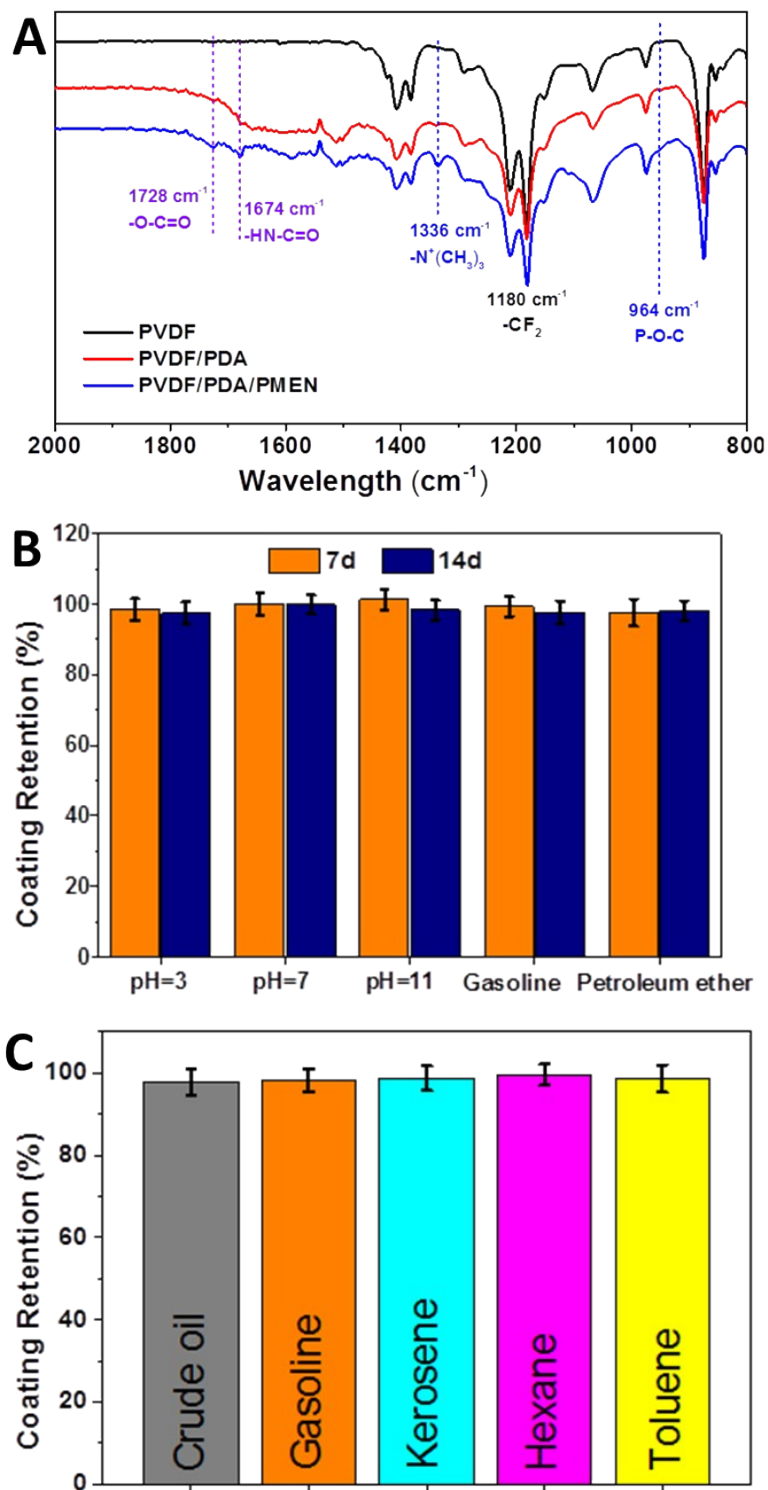 A
1728 cm⁻¹
-O-C=O
1674 cm⁻¹
-HN-C=O
1336 cm⁻¹
-N⁺(CH₃)₃
1180 cm⁻¹
-CF₂
964 cm⁻¹
P-O-C
PVDF
PVDF/PDA
PVDF/PDA/PMEN
2000 1800 1600 1400 1200 1000 800
Wavelength (cm⁻¹)
B
Coating Retention (%)
120
100
80
60
40
20
0
7d 14d
pH=3 pH=7 pH=11 Gasoline Petroleum ether
C
Coating Retention (%)
100
80
60
40
20
0
Crude oil
Gasoline
Kerosene
Hexane
Toluene